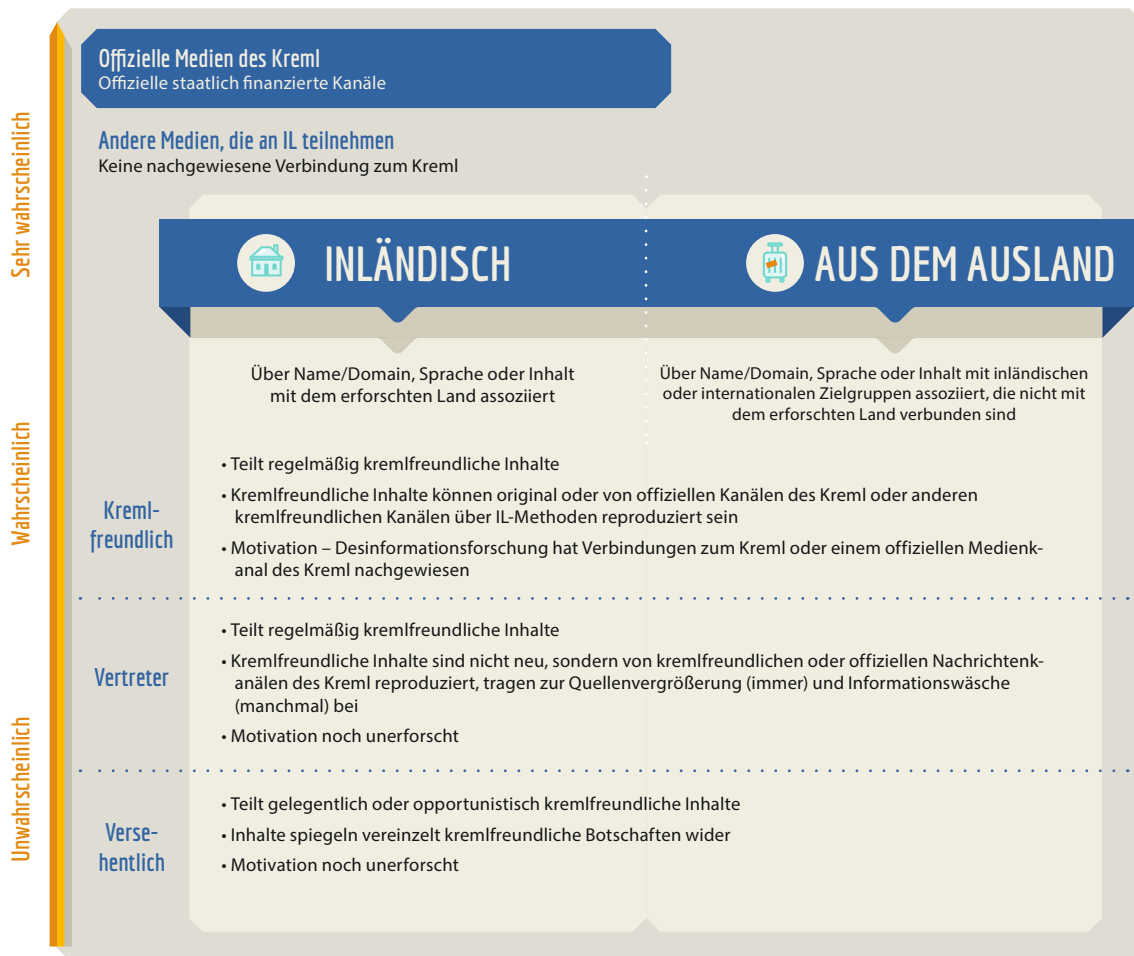 Offizielle Medien des Kreml
Offizielle staatlich finanzierte Kanäle
Andere Medien, die an IL teilnehmen
Keine nachgewiesene Verbindung zum Kreml
Sehr wahrscheinlich
INLÄNDISCH
AUS DEM AUSLAND
Über Name/Domain, Sprache oder Inhalt
mit dem erforschten Land assoziiert
Über Name/Domain, Sprache oder Inhalt mit inländischen
oder internationalen Zielgruppen assoziiert, die nicht mit
dem erforschten Land verbunden sind
Wahrscheinlich
Kreml-
freundlich
• Teilt regelmäßig kremlfreundliche Inhalte
• Kremlfreundliche Inhalte können original oder von offiziellen Kanälen des Kreml oder anderen
kremlfreundlichen Kanälen über IL-Methoden reproduziert sein
• Motivation – Desinformationsforschung hat Verbindungen zum Kreml oder einem offiziellen Medienk-
anal des Kreml nachgewiesen
Vertreter
• Teilt regelmäßig kremlfreundliche Inhalte
• Kremlfreundliche Inhalte sind nicht neu, sondern von kremlfreundlichen oder offiziellen Nachrichtenk-
anälen des Kreml reproduziert, tragen zur Quellenvergrößerung (immer) und Informationswäsche
(manchmal) bei
• Motivation noch unerforscht
Unwahrscheinlich
Verse-
hentlich
• Teilt gelegentlich oder opportunistisch kremlfreundliche Inhalte
• Inhalte spiegeln vereinzelt kremlfreundliche Botschaften wider
• Motivation noch unerforscht